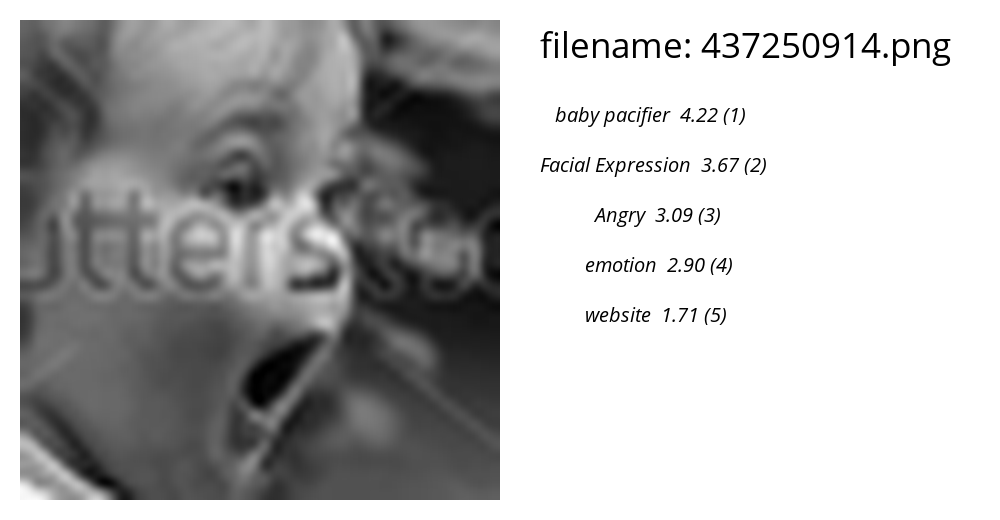 filename: 437250914.png
baby pacifier 4.22 (1)
Facial Expression 3.67 (2)
Angry 3.09 (3)
emotion 2.90 (4)
website 1.71 (5)
utterstoc